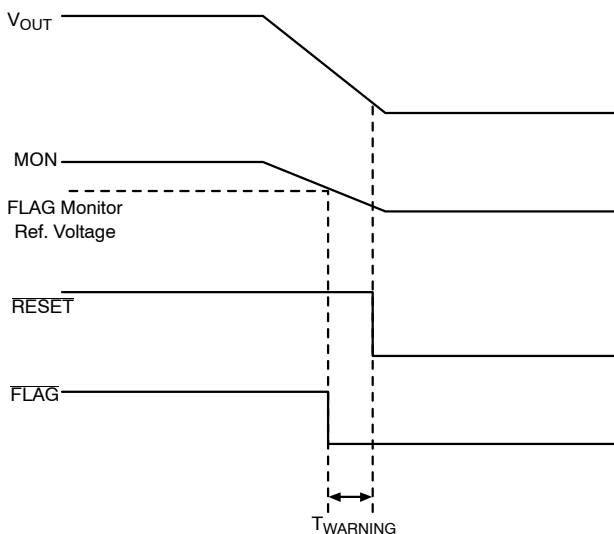 VOUT
MON
FLAG Monitor
Ref. Voltage
RESET
FLAG
TWARNING